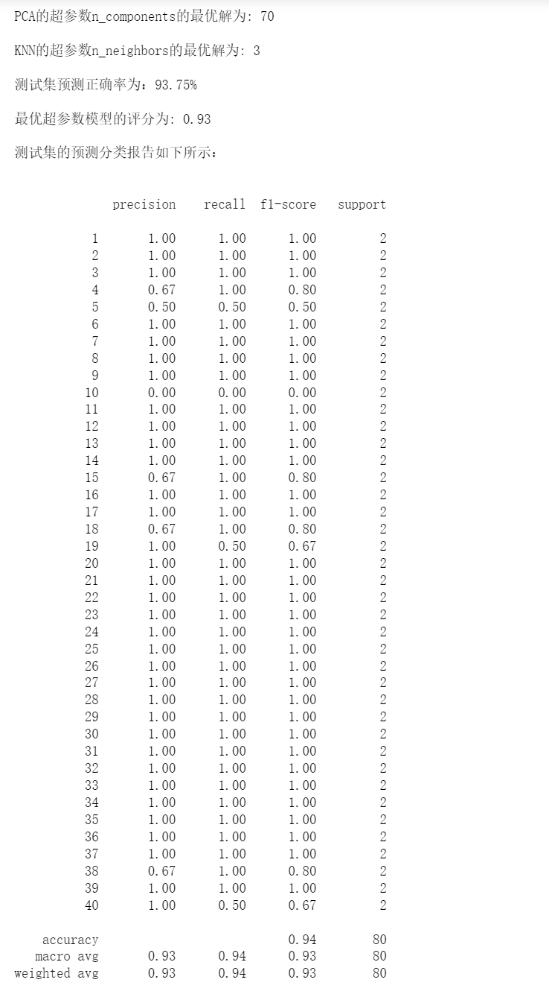 PCA的超参数n_components的最优解为: 70
KNN的超参数n_neighbors的最优解为: 3
测试集预测正确率为：93.75%
最优超参数模型的评分为: 0.93
测试集的预测分类报告如下所示：
precision recall f1-score support
1 1.00 1.00 1.00 2
2 1.00 1.00 1.00 2
3 1.00 1.00 1.00 2
4 0.67 1.00 0.80 2
5 0.50 0.50 0.50 2
6 1.00 1.00 1.00 2
7 1.00 1.00 1.00 2
8 1.00 1.00 1.00 2
9 1.00 1.00 1.00 2
10 0.00 0.00 0.00 2
11 1.00 1.00 1.00 2
12 1.00 1.00 1.00 2
13 1.00 1.00 1.00 2
14 1.00 1.00 1.00 2
15 0.67 1.00 0.80 2
16 1.00 1.00 1.00 2
17 1.00 1.00 1.00 2
18 0.67 1.00 0.80 2
19 1.00 0.50 0.67 2
20 1.00 1.00 1.00 2
21 1.00 1.00 1.00 2
22 1.00 1.00 1.00 2
23 1.00 1.00 1.00 2
24 1.00 1.00 1.00 2
25 1.00 1.00 1.00 2
26 1.00 1.00 1.00 2
27 1.00 1.00 1.00 2
28 1.00 1.00 1.00 2
29 1.00 1.00 1.00 2
30 1.00 1.00 1.00 2
31 1.00 1.00 1.00 2
32 1.00 1.00 1.00 2
33 1.00 1.00 1.00 2
34 1.00 1.00 1.00 2
35 1.00 1.00 1.00 2
36 1.00 1.00 1.00 2
37 1.00 1.00 1.00 2
38 0.67 1.00 0.80 2
39 1.00 1.00 1.00 2
40 1.00 0.50 0.67 2
accuracy 0.94 80
macro avg 0.93 0.94 0.93 80
weighted avg 0.93 0.94 0.93 80